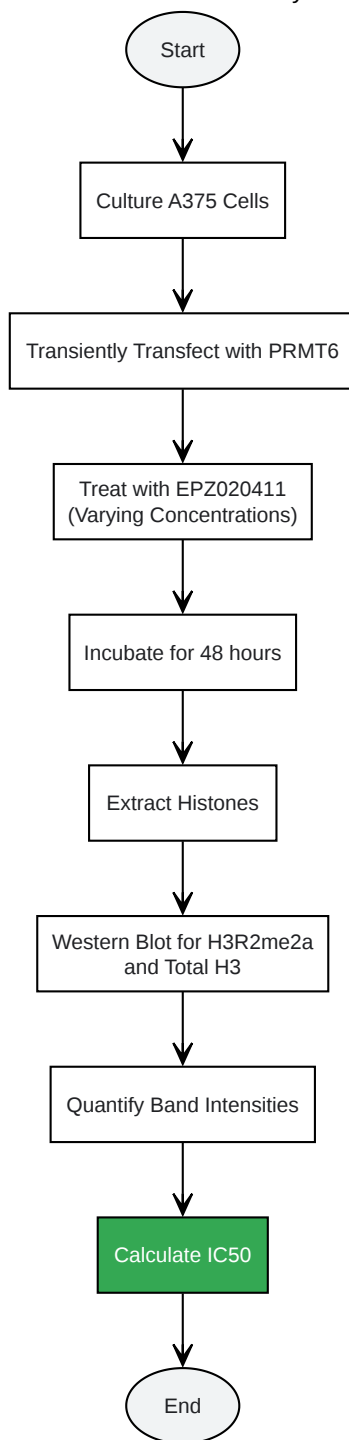 Start
Culture A375 Cells
Transiently Transfect with PRMT6
Treat with EPZ020411
(Varying Concentrations)
Incubate for 48 hours
Extract Histones
Western Blot for H3R2me2a
and Total H3
Quantify Band Intensities
Calculate IC50
End